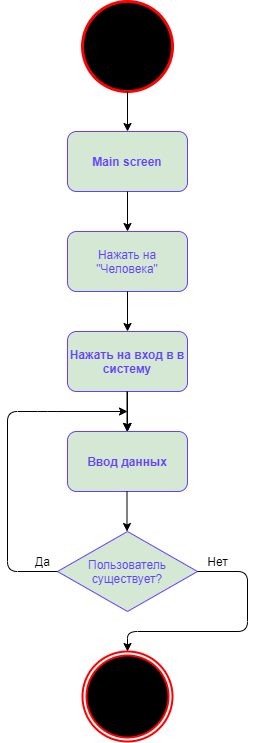 Main screen
Нажать на
"Человека"
Нажать на вход в в
систему
Ввод данных
Да
Пользователь
существует?
Нет